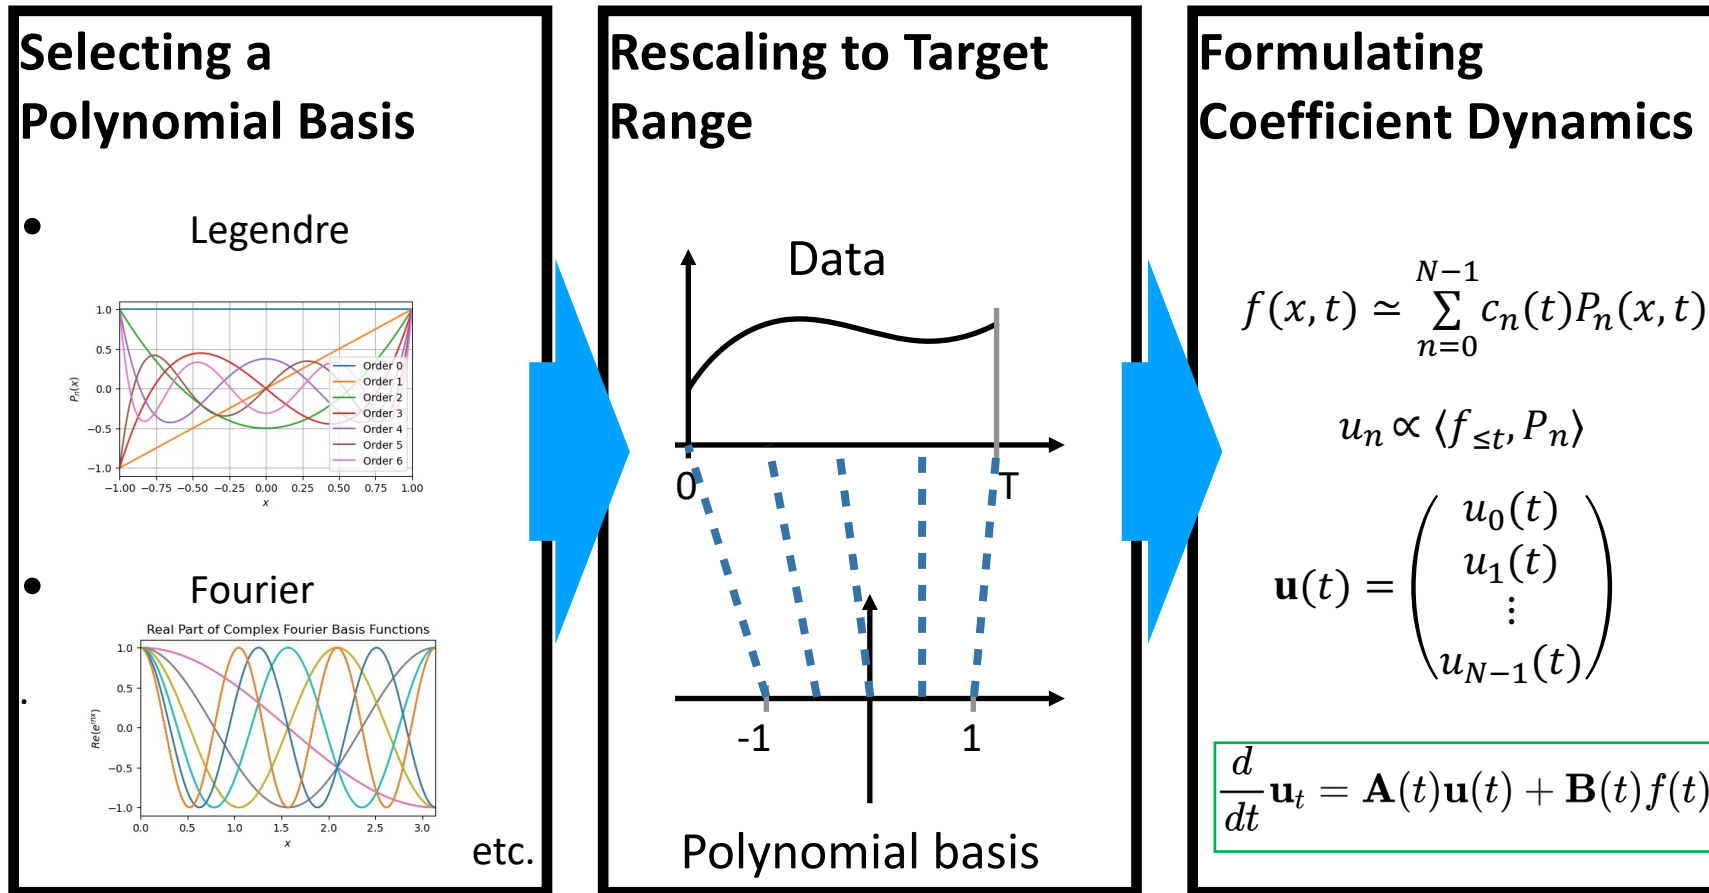 Selecting a
Polynomial Basis
• Legendre
1.0
0.5
0.0
−0.5
−1.0
P_n(x)
Order 0
Order 1
Order 2
Order 3
Order 4
Order 5
Order 6
−1.00 −0.75 −0.50 −0.25 0.00 0.25 0.50 0.75 1.00
x
• Fourier
Real Part of Complex Fourier Basis Functions
1.0
0.5
0.0
−0.5
−1.0
Re(e^{inx})
0.0 0.5 1.0 1.5 2.0 2.5 3.0
x
etc.
Rescaling to Target
Range
Data
0 T
-1 1
Polynomial basis
Formulating
Coefficient Dynamics
f(x, t) ≃ ∑_{n=0}^{N−1} c_n(t)P_n(x, t)
u_n ∝ ⟨f_{≤t}, P_n⟩
u(t) = (u_0(t)
u_1(t)
⋮
u_{N−1}(t))
d/dt u_t = A(t)u(t) + B(t)f(t)